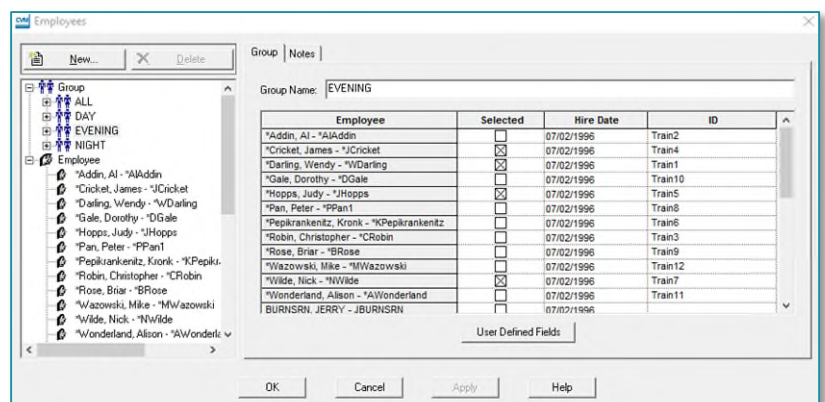 CVM Employees
New... Delete
Group
ALL
DAY
EVENING
NIGHT
Employee
*Addin, Al - *AlAddin
*Cricket, James - *JCricket
*Darling, Wendy - *WDarling
*Gale, Dorothy - *DGale
*Hopps, Judy - *JHopps
*Pan, Peter - *PPan1
*Pepikrankenitz, Kronk - *KPepikr
*Robin, Christopher - *CRobin
*Rose, Briar - *BRose
*Wazowski, Mike - *MWazowski
*Wilde, Nick - *NWilde
*Wonderland, Alison - *AWonderla
Group Notes
Group Name: EVENING
Employee Selected Hire Date ID
*Addin, Al - *AlAddin 07/02/1996 Train2
*Cricket, James - *JCricket 07/02/1996 Train4
*Darling, Wendy - *WDarling 07/02/1996 Train1
*Gale, Dorothy - *DGale 07/02/1996 Train10
*Hopps, Judy - *JHopps 07/02/1996 Train5
*Pan, Peter - *PPan1 07/02/1996 Train8
*Pepikrankenitz, Kronk - *KPepikrankenitz 07/02/1996 Train6
*Robin, Christopher - *CRobin 07/02/1996 Train3
*Rose, Briar - *BRose 07/02/1996 Train9
*Wazowski, Mike - *MWazowski 07/02/1996 Train12
*Wilde, Nick - *NWilde 07/02/1996 Train7
*Wonderland, Alison - *AWonderland 07/02/1996 Train11
BURNSRN, JERRY - JBURNSRN 07/02/1996
User Defined Fields
OK Cancel Apply Help